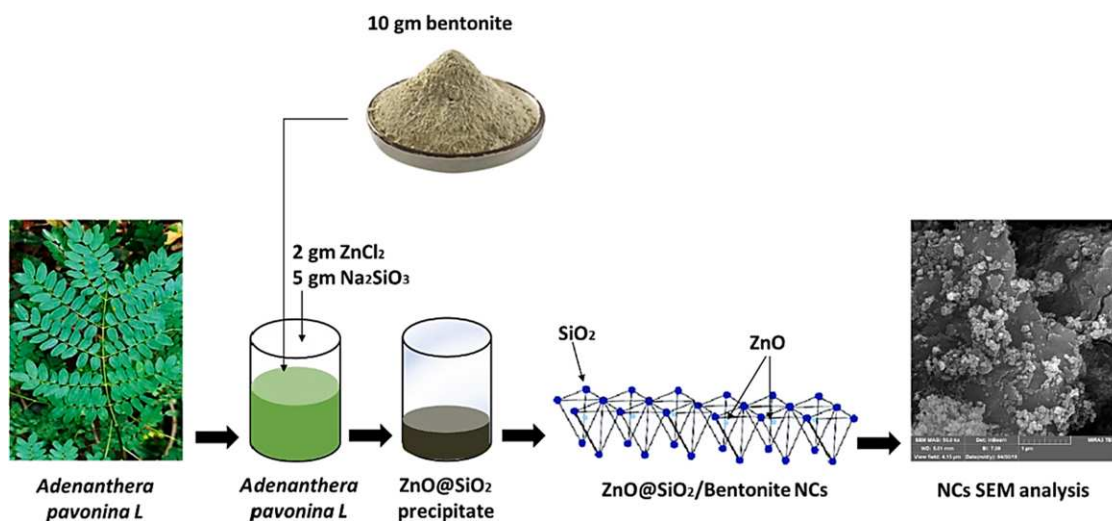 10 gm bentonite
2 gm ZnCl₂
5 gm Na₂SiO₃
SiO₂
ZnO
Adenanthera
pavonina L
Adenanthera
pavonina L
ZnO@SiO₂
precipitate
ZnO@SiO₂/Bentonite NCs
NCs SEM analysis